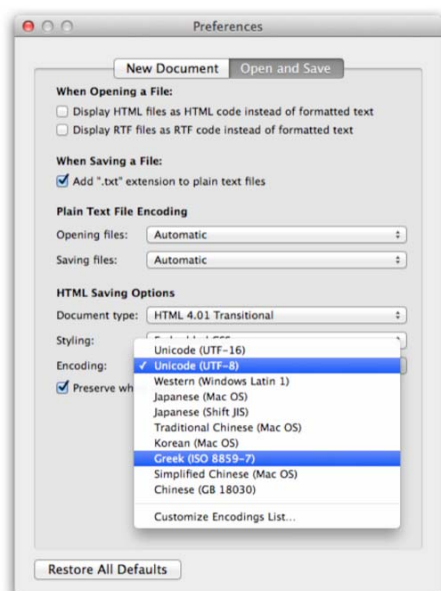 Preferences
New Document Open and Save
When Opening a File:
Display HTML files as HTML code instead of formatted text
Display RTF files as RTF code instead of formatted text
When Saving a File:
Add ".txt" extension to plain text files
Plain Text File Encoding
Opening files: Automatic
Saving files: Automatic
HTML Saving Options
Document type: HTML 4.01 Transitional
Styling:
Unicode (UTF-16)
Encoding: ✓ Unicode (UTF-8)
Western (Windows Latin 1)
Preserve wh
Japanese (Mac OS)
Japanese (Shift JIS)
Traditional Chinese (Mac OS)
Korean (Mac OS)
Greek (ISO 8859-7)
Simplified Chinese (Mac OS)
Chinese (GB 18030)
Customize Encodings List...
Restore All Defaults